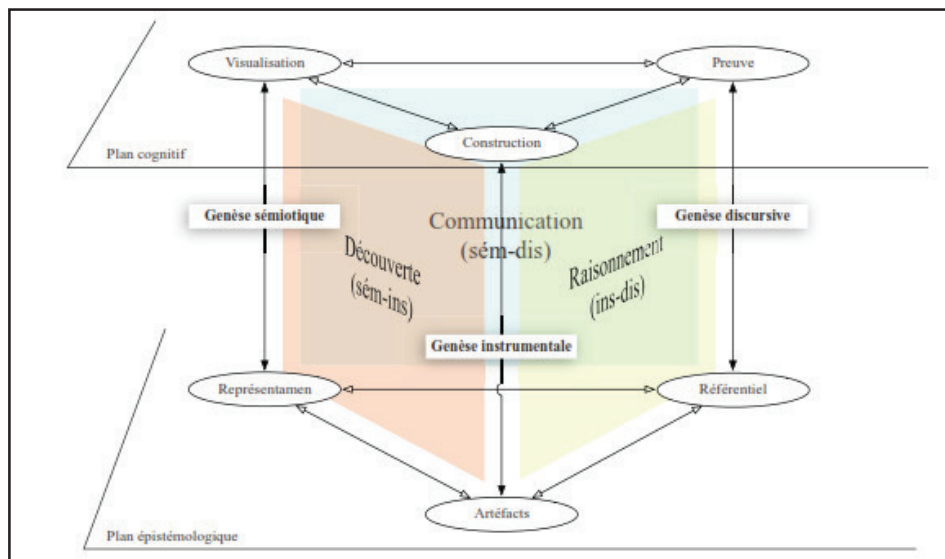 Visualisation
Preuve
Construction
Plan cognitif
Genèse sémiotique
Communication
(sém-dis)
Genèse discursive
Découverte
(sém-ins)
Raisonnement
(ins-dis)
Genèse instrumentale
Représentamen
Référentiel
Artéfacts
Plan épistémologique